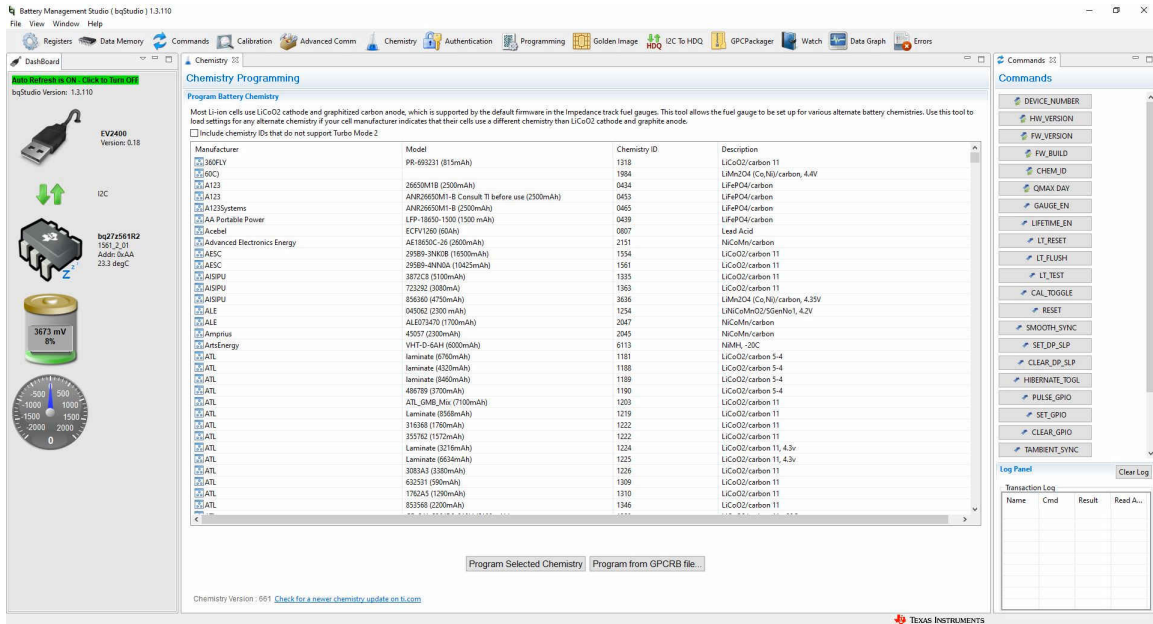 Battery Management Studio ( bqStudio ) 1.3.110
File View Window Help
Registers Data Memory Commands Calibration Advanced Comm Chemistry Authentication Programming Golden Image HDQ I2C To HDQ GPCPackager Watch Data Graph Errors
DashBoard
Auto Refresh is ON - Click to Turn OFF
bqStudio Version: 1.3.110
EV2400
Version: 0.18
I2C
bq27z561R2
1561_2_01
Addr: 0xAA
23.3 degC
Z z
3673 mV
8%
-500 500
-1000 1000
-1500 1500
-2000 2000
0
Chemistry
Chemistry Programming
Program Battery Chemistry
Most Li-ion cells use LiCoO2 cathode and graphitized carbon anode, which is supported by the default firmware in the Impedance track fuel gauges. This tool allows the fuel gauge to be set up for various alternate battery chemistries. Use this tool to
load settings for any alternate chemistry if your cell manufacturer indicates that their cells use a different chemistry than LiCoO2 cathode and graphite anode.
Include chemistry IDs that do not support Turbo Mode 2
Manufacturer Model Chemistry ID Description
360FLY PR-693231 (815mAh) 1318 LiCoO2/carbon 11
60C) 1984 LiMn2O4 (Co,Ni)/carbon, 4.4V
A123 26650M1B (2500mAh) 0434 LiFePO4/carbon
A123 ANR26650M1-B Consult TI before use (2500mAh) 0453 LiFePO4/carbon
A123Systems ANR26650M1-B (2500mAh) 0465 LiFePO4/carbon
AA Portable Power LFP-18650-1500 (1500 mAh) 0439 LiFePO4/carbon
Acebel ECFV1260 (60Ah) 0807 Lead Acid
Advanced Electronics Energy AE18650C-26 (2600mAh) 2151 NiCoMn/carbon
AESC 295B9-3NK0B (16500mAh) 1554 LiCoO2/carbon 11
AESC 295B9-4NN0A (10425mAh) 1561 LiCoO2/carbon 11
AISIPU 3872C8 (5100mAh) 1335 LiCoO2/carbon 11
AISIPU 723292 (3080mA) 1363 LiCoO2/carbon 11
AISIPU 856360 (4750mAh) 3636 LiMn2O4 (Co,Ni)/carbon, 4.35V
ALE 045062 (2300 mAh) 1254 LiNiCoMnO2/SGenNo1, 4.2V
ALE ALE073470 (1700mAh) 2047 NiCoMn/carbon
Amprius 45057 (2300mAh) 2045 NiCoMn/carbon
ArtsEnergy VHT-D-6AH (6000mAh) 6113 NiMH, -20C
ATL laminate (6760mAh) 1181 LiCoO2/carbon 5-4
ATL laminate (4320mAh) 1188 LiCoO2/carbon 5-4
ATL laminate (8460mAh) 1189 LiCoO2/carbon 5-4
ATL 486789 (3700mAh) 1190 LiCoO2/carbon 5-4
ATL ATL_GMB_Mix (7100mAh) 1203 LiCoO2/carbon 11
ATL Laminate (8568mAh) 1219 LiCoO2/carbon 11
ATL 316368 (1760mAh) 1222 LiCoO2/carbon 11
ATL 355762 (1572mAh) 1222 LiCoO2/carbon 11
ATL Laminate (3216mAh) 1224 LiCoO2/carbon 11, 4.3v
ATL Laminate (6634mAh) 1225 LiCoO2/carbon 11, 4.3v
ATL 3083A3 (3380mAh) 1226 LiCoO2/carbon 11
ATL 632531 (590mAh) 1309 LiCoO2/carbon 11
ATL 1762A5 (1290mAh) 1310 LiCoO2/carbon 11
ATL 853568 (2200mAh) 1346 LiCoO2/carbon 11
Program Selected Chemistry Program from GPCRB file...
Chemistry Version : 661 Check for a newer chemistry update on ti.com
Commands
Commands
DEVICE_NUMBER
HW_VERSION
FW_VERSION
FW_BUILD
CHEM_ID
QMAX DAY
GAUGE_EN
LIFETIME_EN
LT_RESET
LT_FLUSH
LT_TEST
CAL_TOGGLE
RESET
SMOOTH_SYNC
SET_DP_SLP
CLEAR_DP_SLP
HIBERNATE_TOGL
PULSE_GPIO
SET_GPIO
CLEAR_GPIO
TAMBIENT_SYNC
Log Panel Clear Log
Transaction Log
Name Cmd Result Read A...
TEXAS INSTRUMENTS